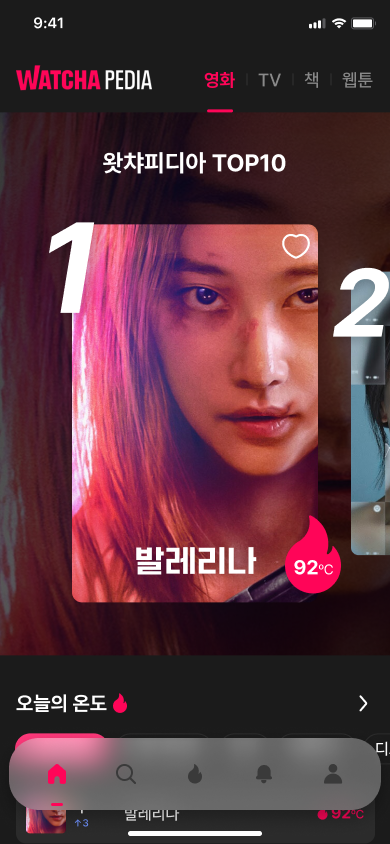 9:41
WATCHA PEDIA
영화
TV
책
웹툰
왓챠피디아 TOP10
1
2
발레리나
92°C
오늘의 온도
발레리나
↑3
92°C